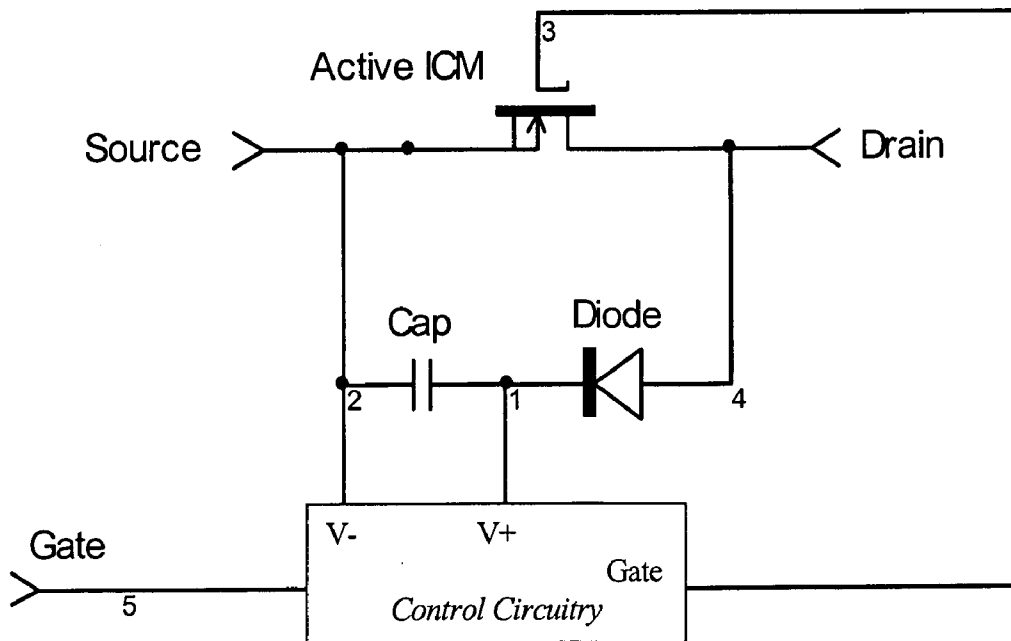 3
Active ICM
Source
Drain
Cap
Diode
2
1
4
V-
V+
Gate
Gate
5
Control Circuitry